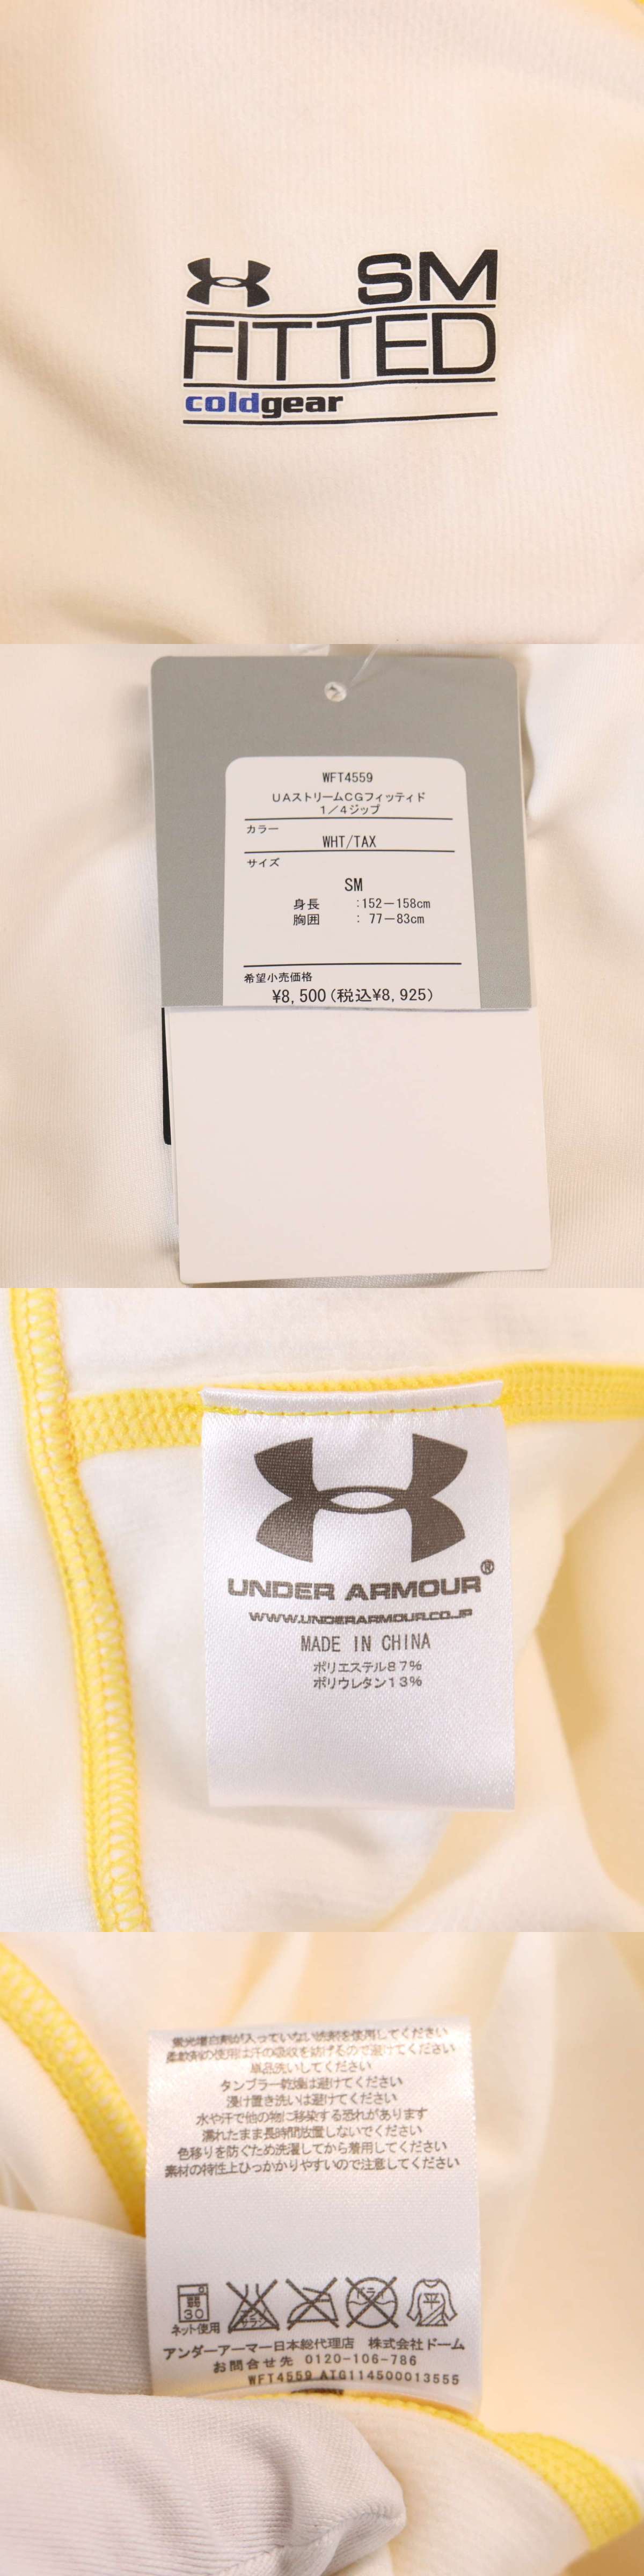 SM
FITTED
coldgear
WFT4559
UAストリームCGフィッティド
1/4ジップ
カラー
WHT/TAX
サイズ
SM
身長 :152-158cm
胸囲 : 77-83cm
希望小売価格
¥8,500(税込¥8,925)
UNDER ARMOUR®
WWW.UNDERARMOUR.CO.JP
MADE IN CHINA
ポリエステル87%
ポリウレタン13%
蛍光増白剤が入っていない洗剤を使用してください
柔軟剤の使用は汗の吸収を妨げるので避けてください
単品洗いしてください
タンブラー乾燥は避けてください
浸け置き洗いは避けてください
水や汗で他の物に移染する恐れがあります
濡れたまま長時間放置しないでください
色移りを防ぐため洗濯してから着用してください
素材の特性上ひっかかりやすいので注意してください
弱
30
ドライ
平
ネット使用
アンダーアーマー日本総代理店 株式会社ドーム
お問合せ先 0120-106-786
WFT4559 ATG114500013555